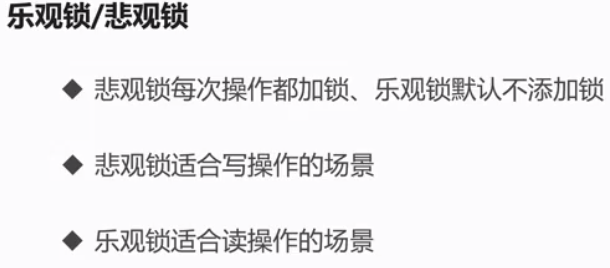 乐观锁/悲观锁
◆ 悲观锁每次操作都加锁、乐观锁默认不添加锁
◆ 悲观锁适合写操作的场景
◆ 乐观锁适合读操作的场景